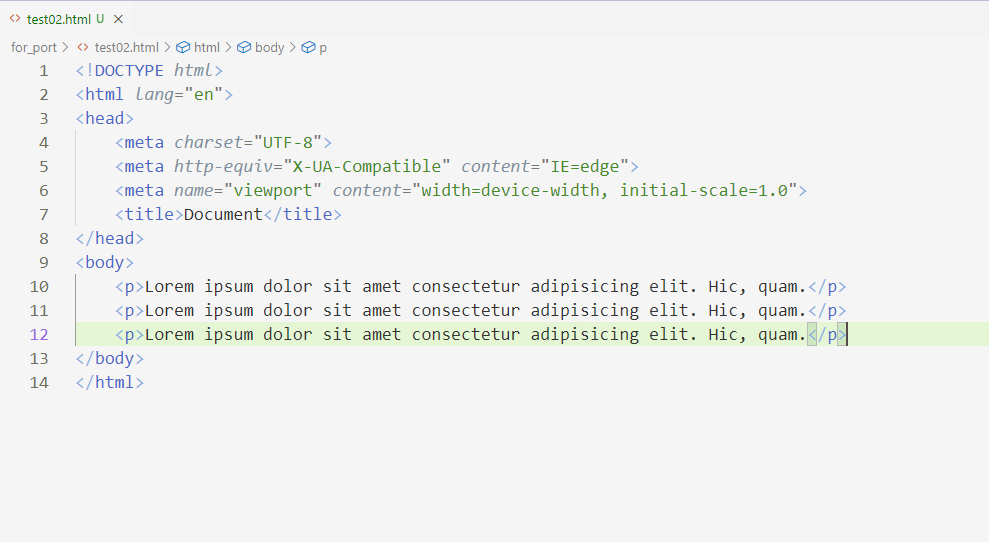 test02.html U
for_port > test02.html > html > body > p
1 <!DOCTYPE html>
2 <html lang="en">
3 <head>
4     <meta charset="UTF-8">
5     <meta http-equiv="X-UA-Compatible" content="IE=edge">
6     <meta name="viewport" content="width=device-width, initial-scale=1.0">
7     <title>Document</title>
8 </head>
9 <body>
10     <p>Lorem ipsum dolor sit amet consectetur adipisicing elit. Hic, quam.</p>
11     <p>Lorem ipsum dolor sit amet consectetur adipisicing elit. Hic, quam.</p>
12     <p>Lorem ipsum dolor sit amet consectetur adipisicing elit. Hic, quam.</p>
13 </body>
14 </html>